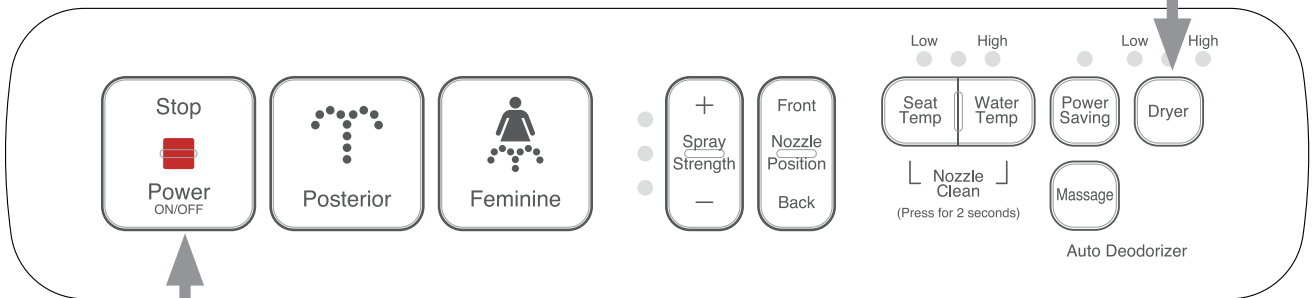 Stop
Power
ON/OFF
Posterior
Feminine
+
Spray
Strength
—
Front
Nozzle
Position
Back
Low High
Seat
Temp
Water
Temp
Nozzle
Clean
(Press for 2 seconds)
Power
Saving
Low High
Dryer
Massage
Auto Deodorizer